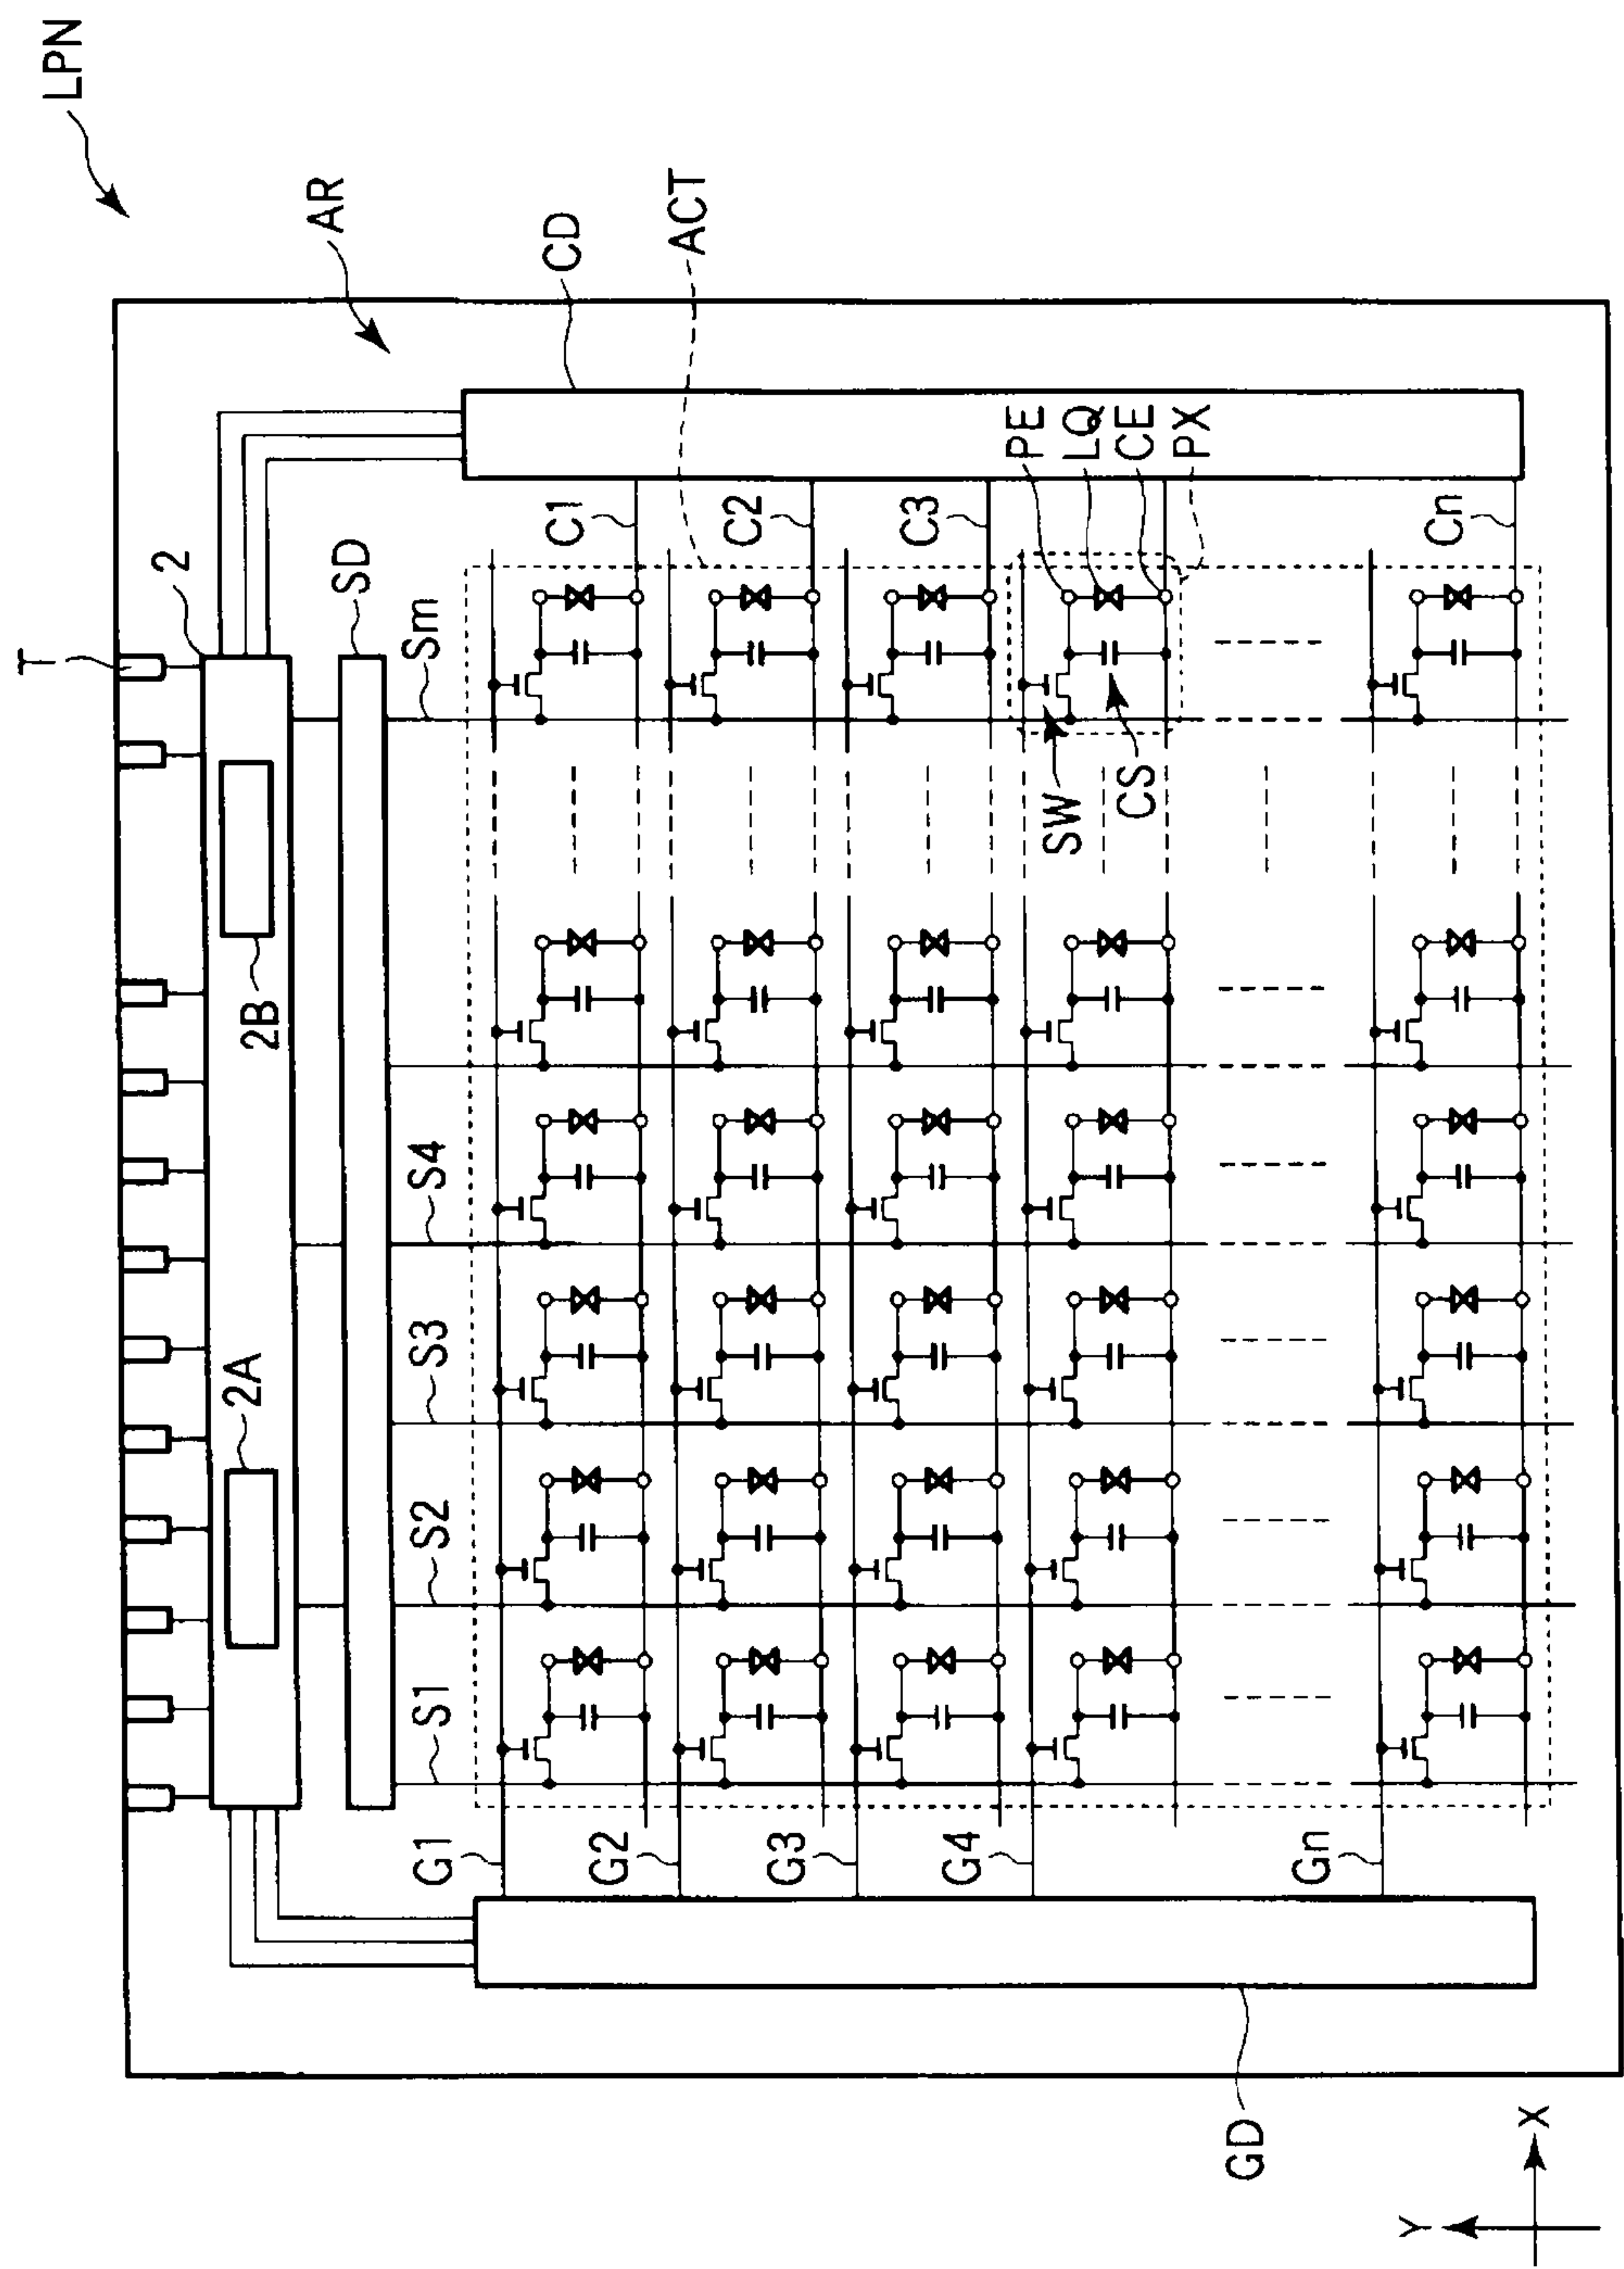 LPN
AR
ACT
CD
T
2
SD
Sm
2B
2A
S4
S3
S2
S1
C1
C2
C3
Cn
PE
LQ
CE
PX
SW
CS
G1
G2
G3
G4
Gn
GD
Y
X